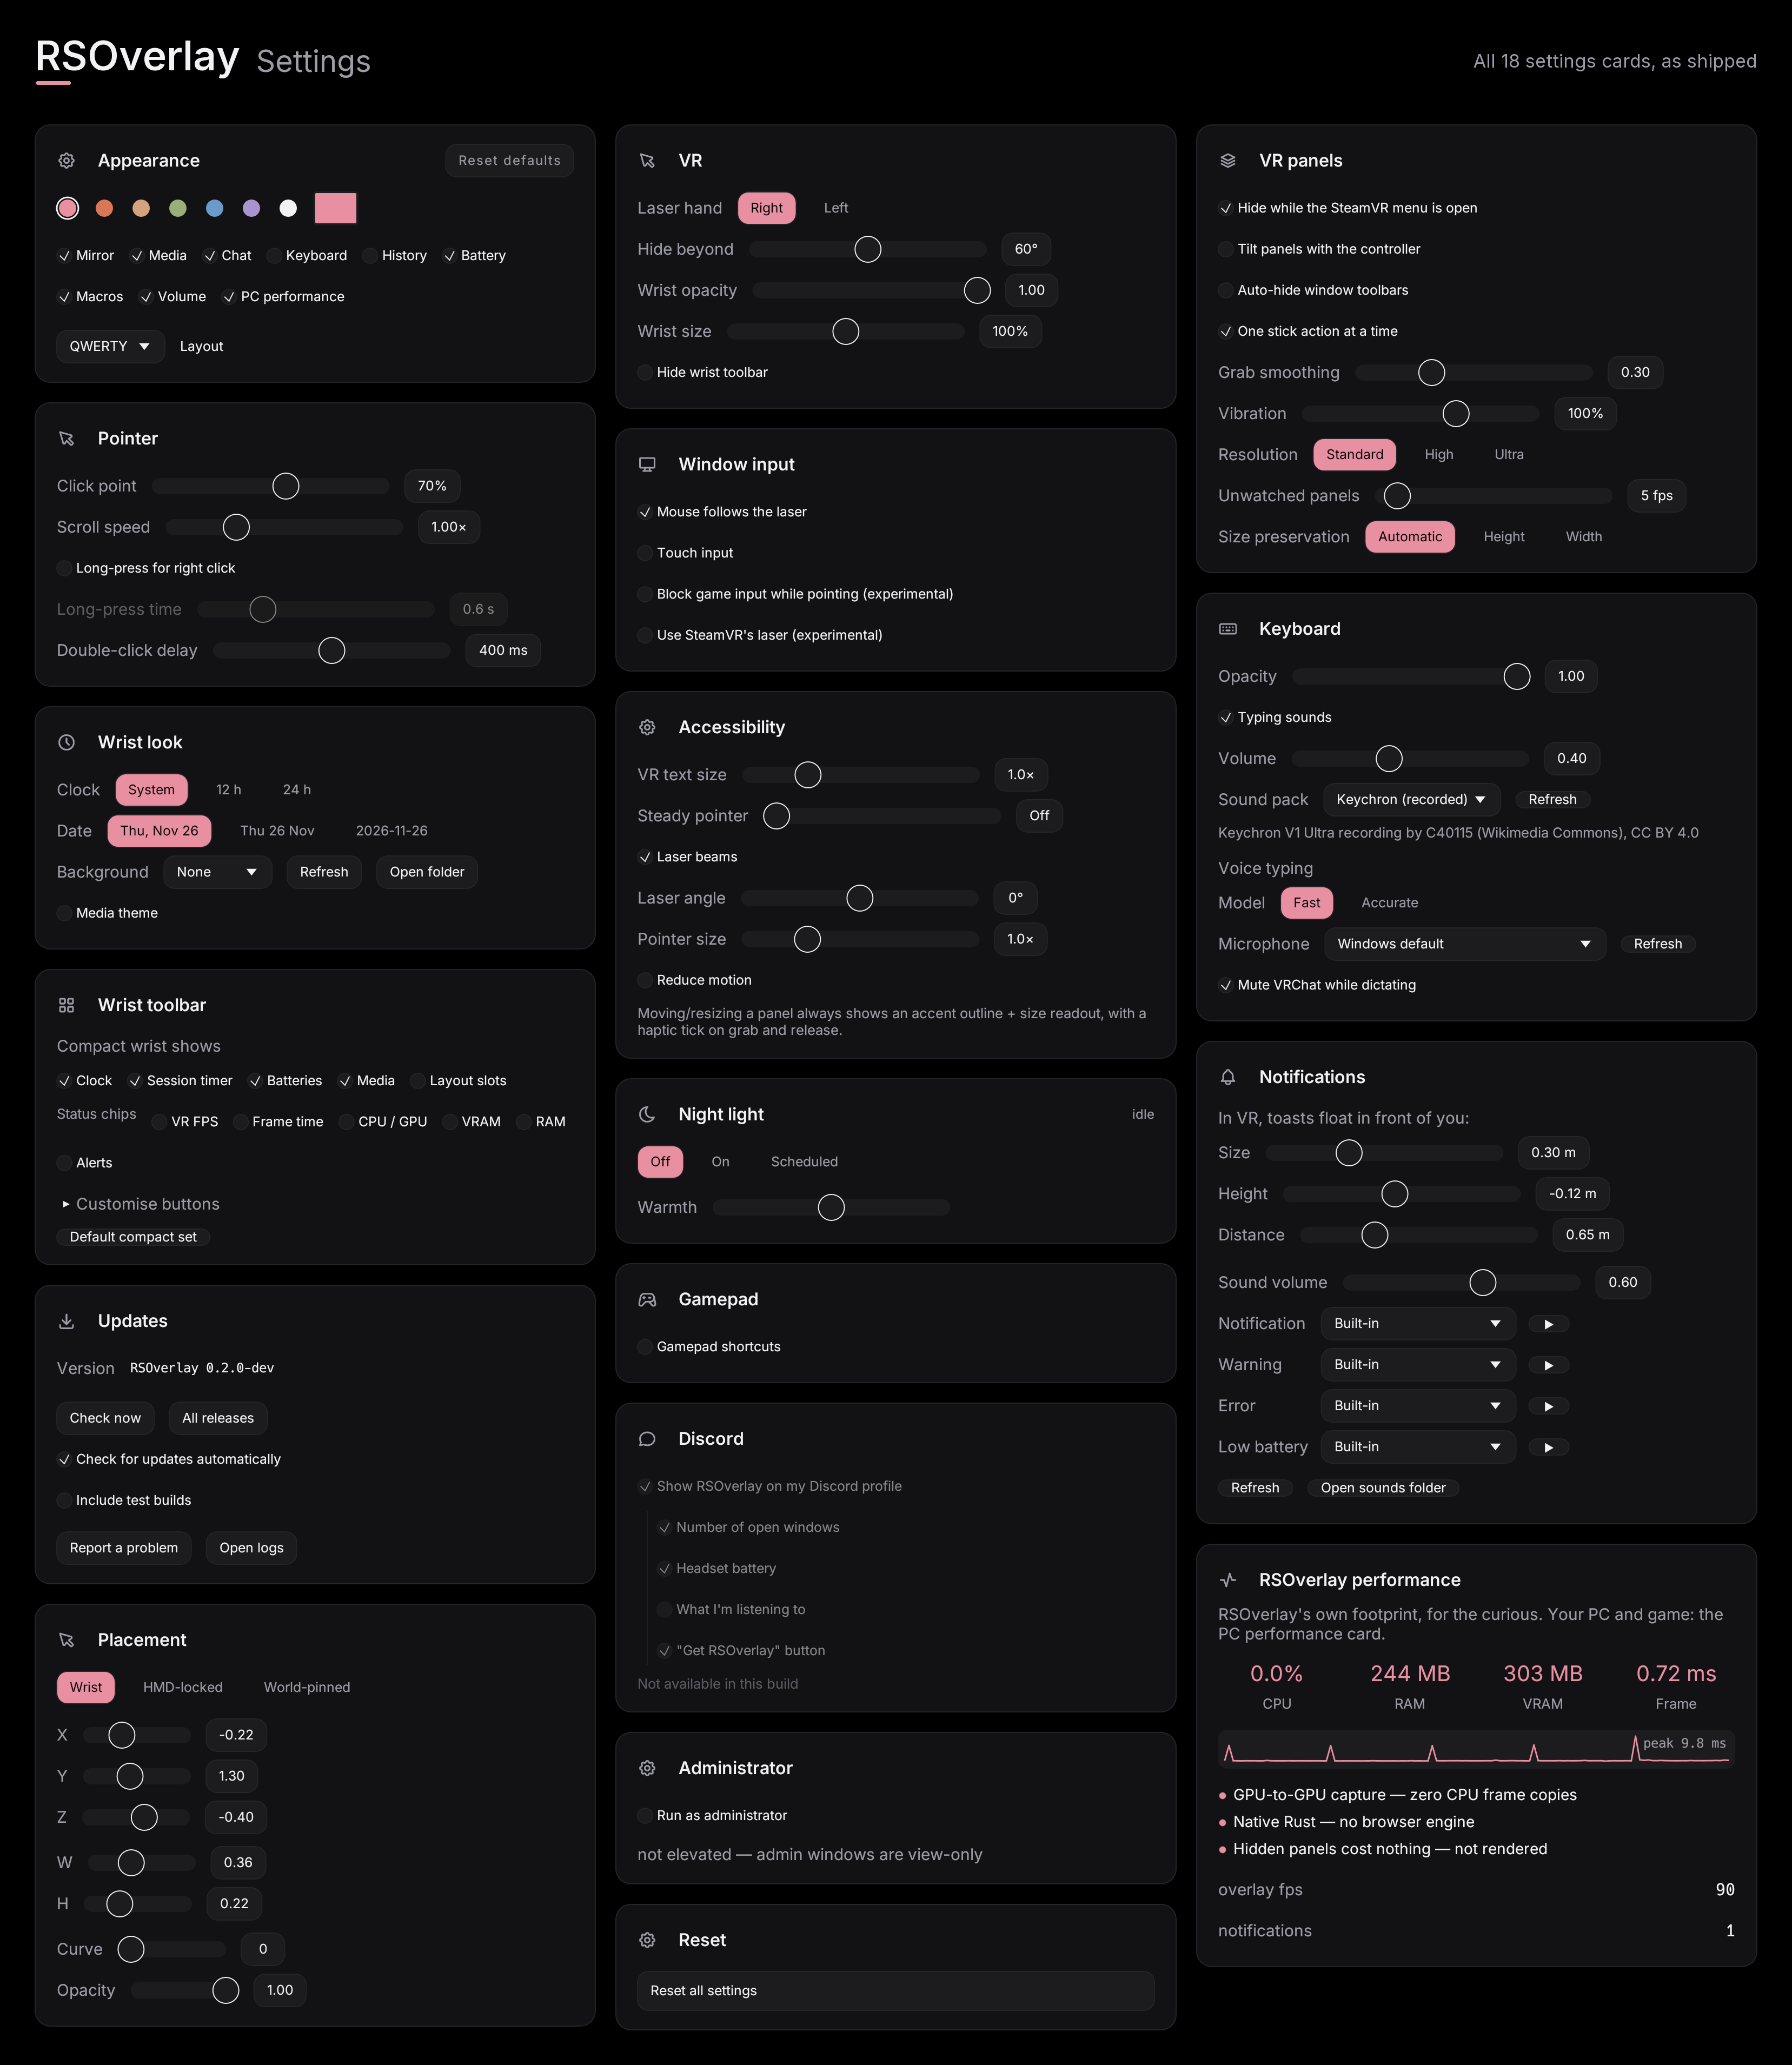 RSOverlay Settings
All 18 settings cards, as shipped
Appearance
Reset defaults
Mirror Media Chat Keyboard History Battery
Macros Volume PC performance
QWERTY Layout
Pointer
Click point 70%
Scroll speed 1.00×
Long-press for right click
Long-press time 0.6 s
Double-click delay 400 ms
Wrist look
Clock System 12 h 24 h
Date Thu, Nov 26 Thu 26 Nov 2026-11-26
Background None Refresh Open folder
Media theme
Wrist toolbar
Compact wrist shows
Clock Session timer Batteries Media Layout slots
Status chips VR FPS Frame time CPU / GPU VRAM RAM
Alerts
Customise buttons
Default compact set
Updates
Version RSOverlay 0.2.0-dev
Check now All releases
Check for updates automatically
Include test builds
Report a problem Open logs
Placement
Wrist HMD-locked World-pinned
X -0.22
Y 1.30
Z -0.40
W 0.36
H 0.22
Curve 0
Opacity 1.00
VR
Laser hand Right Left
Hide beyond 60°
Wrist opacity 1.00
Wrist size 100%
Hide wrist toolbar
Window input
Mouse follows the laser
Touch input
Block game input while pointing (experimental)
Use SteamVR's laser (experimental)
Accessibility
VR text size 1.0×
Steady pointer Off
Laser beams
Laser angle 0°
Pointer size 1.0×
Reduce motion
Moving/resizing a panel always shows an accent outline + size readout, with a
haptic tick on grab and release.
Night light idle
Off On Scheduled
Warmth
Gamepad
Gamepad shortcuts
Discord
Show RSOverlay on my Discord profile
Number of open windows
Headset battery
What I'm listening to
"Get RSOverlay" button
Not available in this build
Administrator
Run as administrator
not elevated — admin windows are view-only
Reset
Reset all settings
VR panels
Hide while the SteamVR menu is open
Tilt panels with the controller
Auto-hide window toolbars
One stick action at a time
Grab smoothing 0.30
Vibration 100%
Resolution Standard High Ultra
Unwatched panels 5 fps
Size preservation Automatic Height Width
Keyboard
Opacity 1.00
Typing sounds
Volume 0.40
Sound pack Keychron (recorded) Refresh
Keychron V1 Ultra recording by C40115 (Wikimedia Commons), CC BY 4.0
Voice typing
Model Fast Accurate
Microphone Windows default Refresh
Mute VRChat while dictating
Notifications
In VR, toasts float in front of you:
Size 0.30 m
Height -0.12 m
Distance 0.65 m
Sound volume 0.60
Notification Built-in
Warning Built-in
Error Built-in
Low battery Built-in
Refresh Open sounds folder
RSOverlay performance
RSOverlay's own footprint, for the curious. Your PC and game: the
PC performance card.
0.0% 244 MB 303 MB 0.72 ms
CPU RAM VRAM Frame
peak 9.8 ms
GPU-to-GPU capture — zero CPU frame copies
Native Rust — no browser engine
Hidden panels cost nothing — not rendered
overlay fps 90
notifications 1